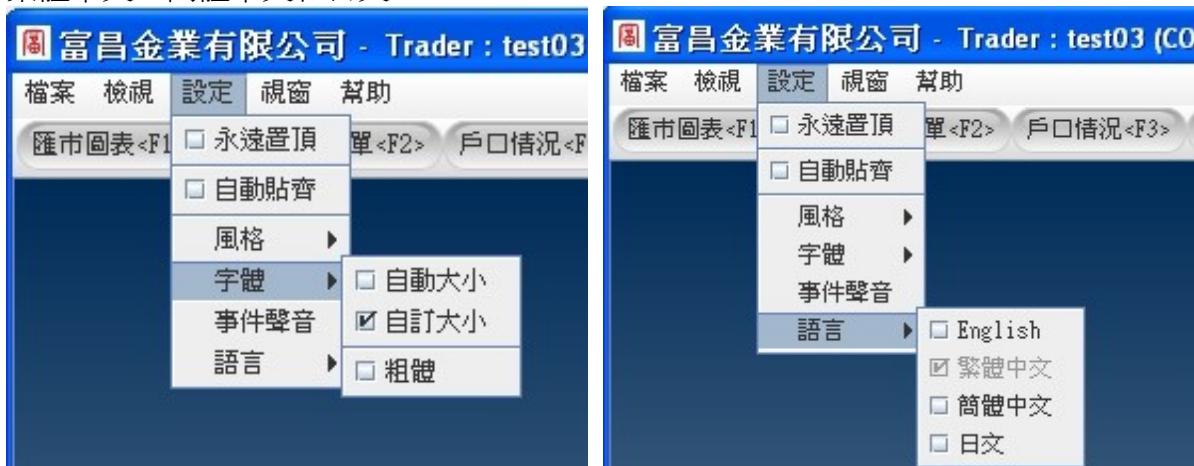 富昌金業有限公司 - Trader : test03
檔案 檢視 設定 視窗 幫助
匯市圖表<F1 單<F2> 戶口情況<F
永遠置頂
自動貼齊
風格
字體
事件聲音
語言
自動大小
自訂大小
粗體
富昌金業有限公司 - Trader : test03 (CO
檔案 檢視 設定 視窗 幫助
匯市圖表<F1 單<F2> 戶口情況<F3>
永遠置頂
自動貼齊
風格
字體
事件聲音
語言
English
繁體中文
簡體中文
日文